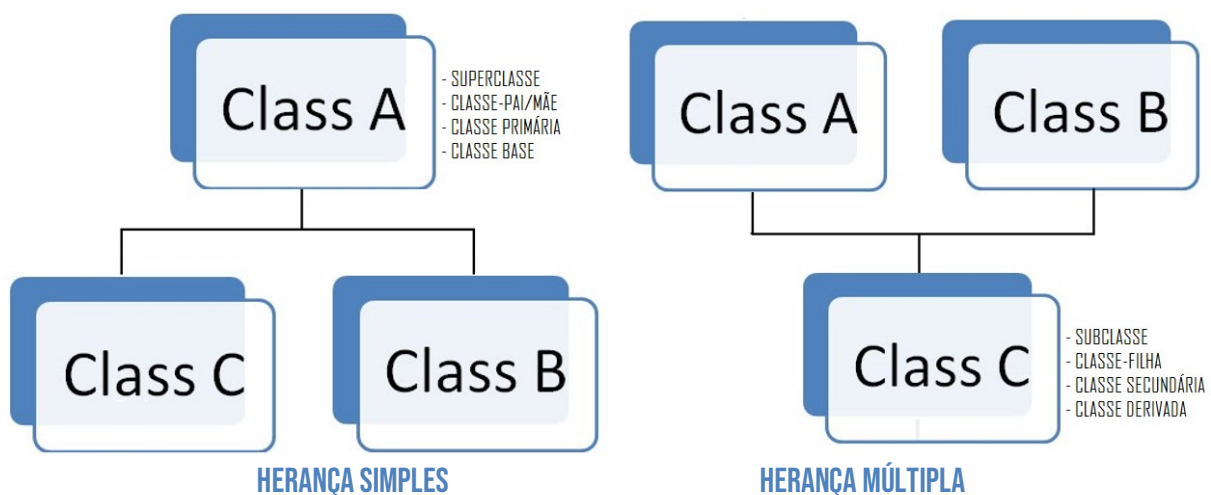 Class A
- SUPERCLASSE
- CLASSE-PAI/MÃE
- CLASSE PRIMÁRIA
- CLASSE BASE
Class C
Class B
HERANÇA SIMPLES
Class A
Class B
Class C
- SUBCLASSE
- CLASSE-FILHA
- CLASSE SECUNDÁRIA
- CLASSE DERIVADA
HERANÇA MÚLTIPLA